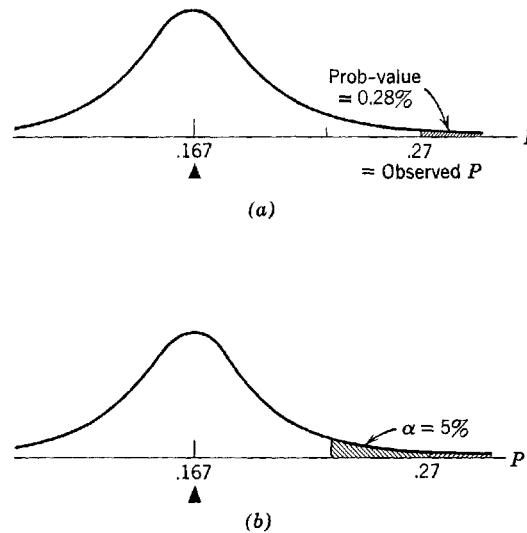 Prob-value
= 0.28%
.167
.27
= Observed P
(a)
α = 5%
.167
.27
P
(b)